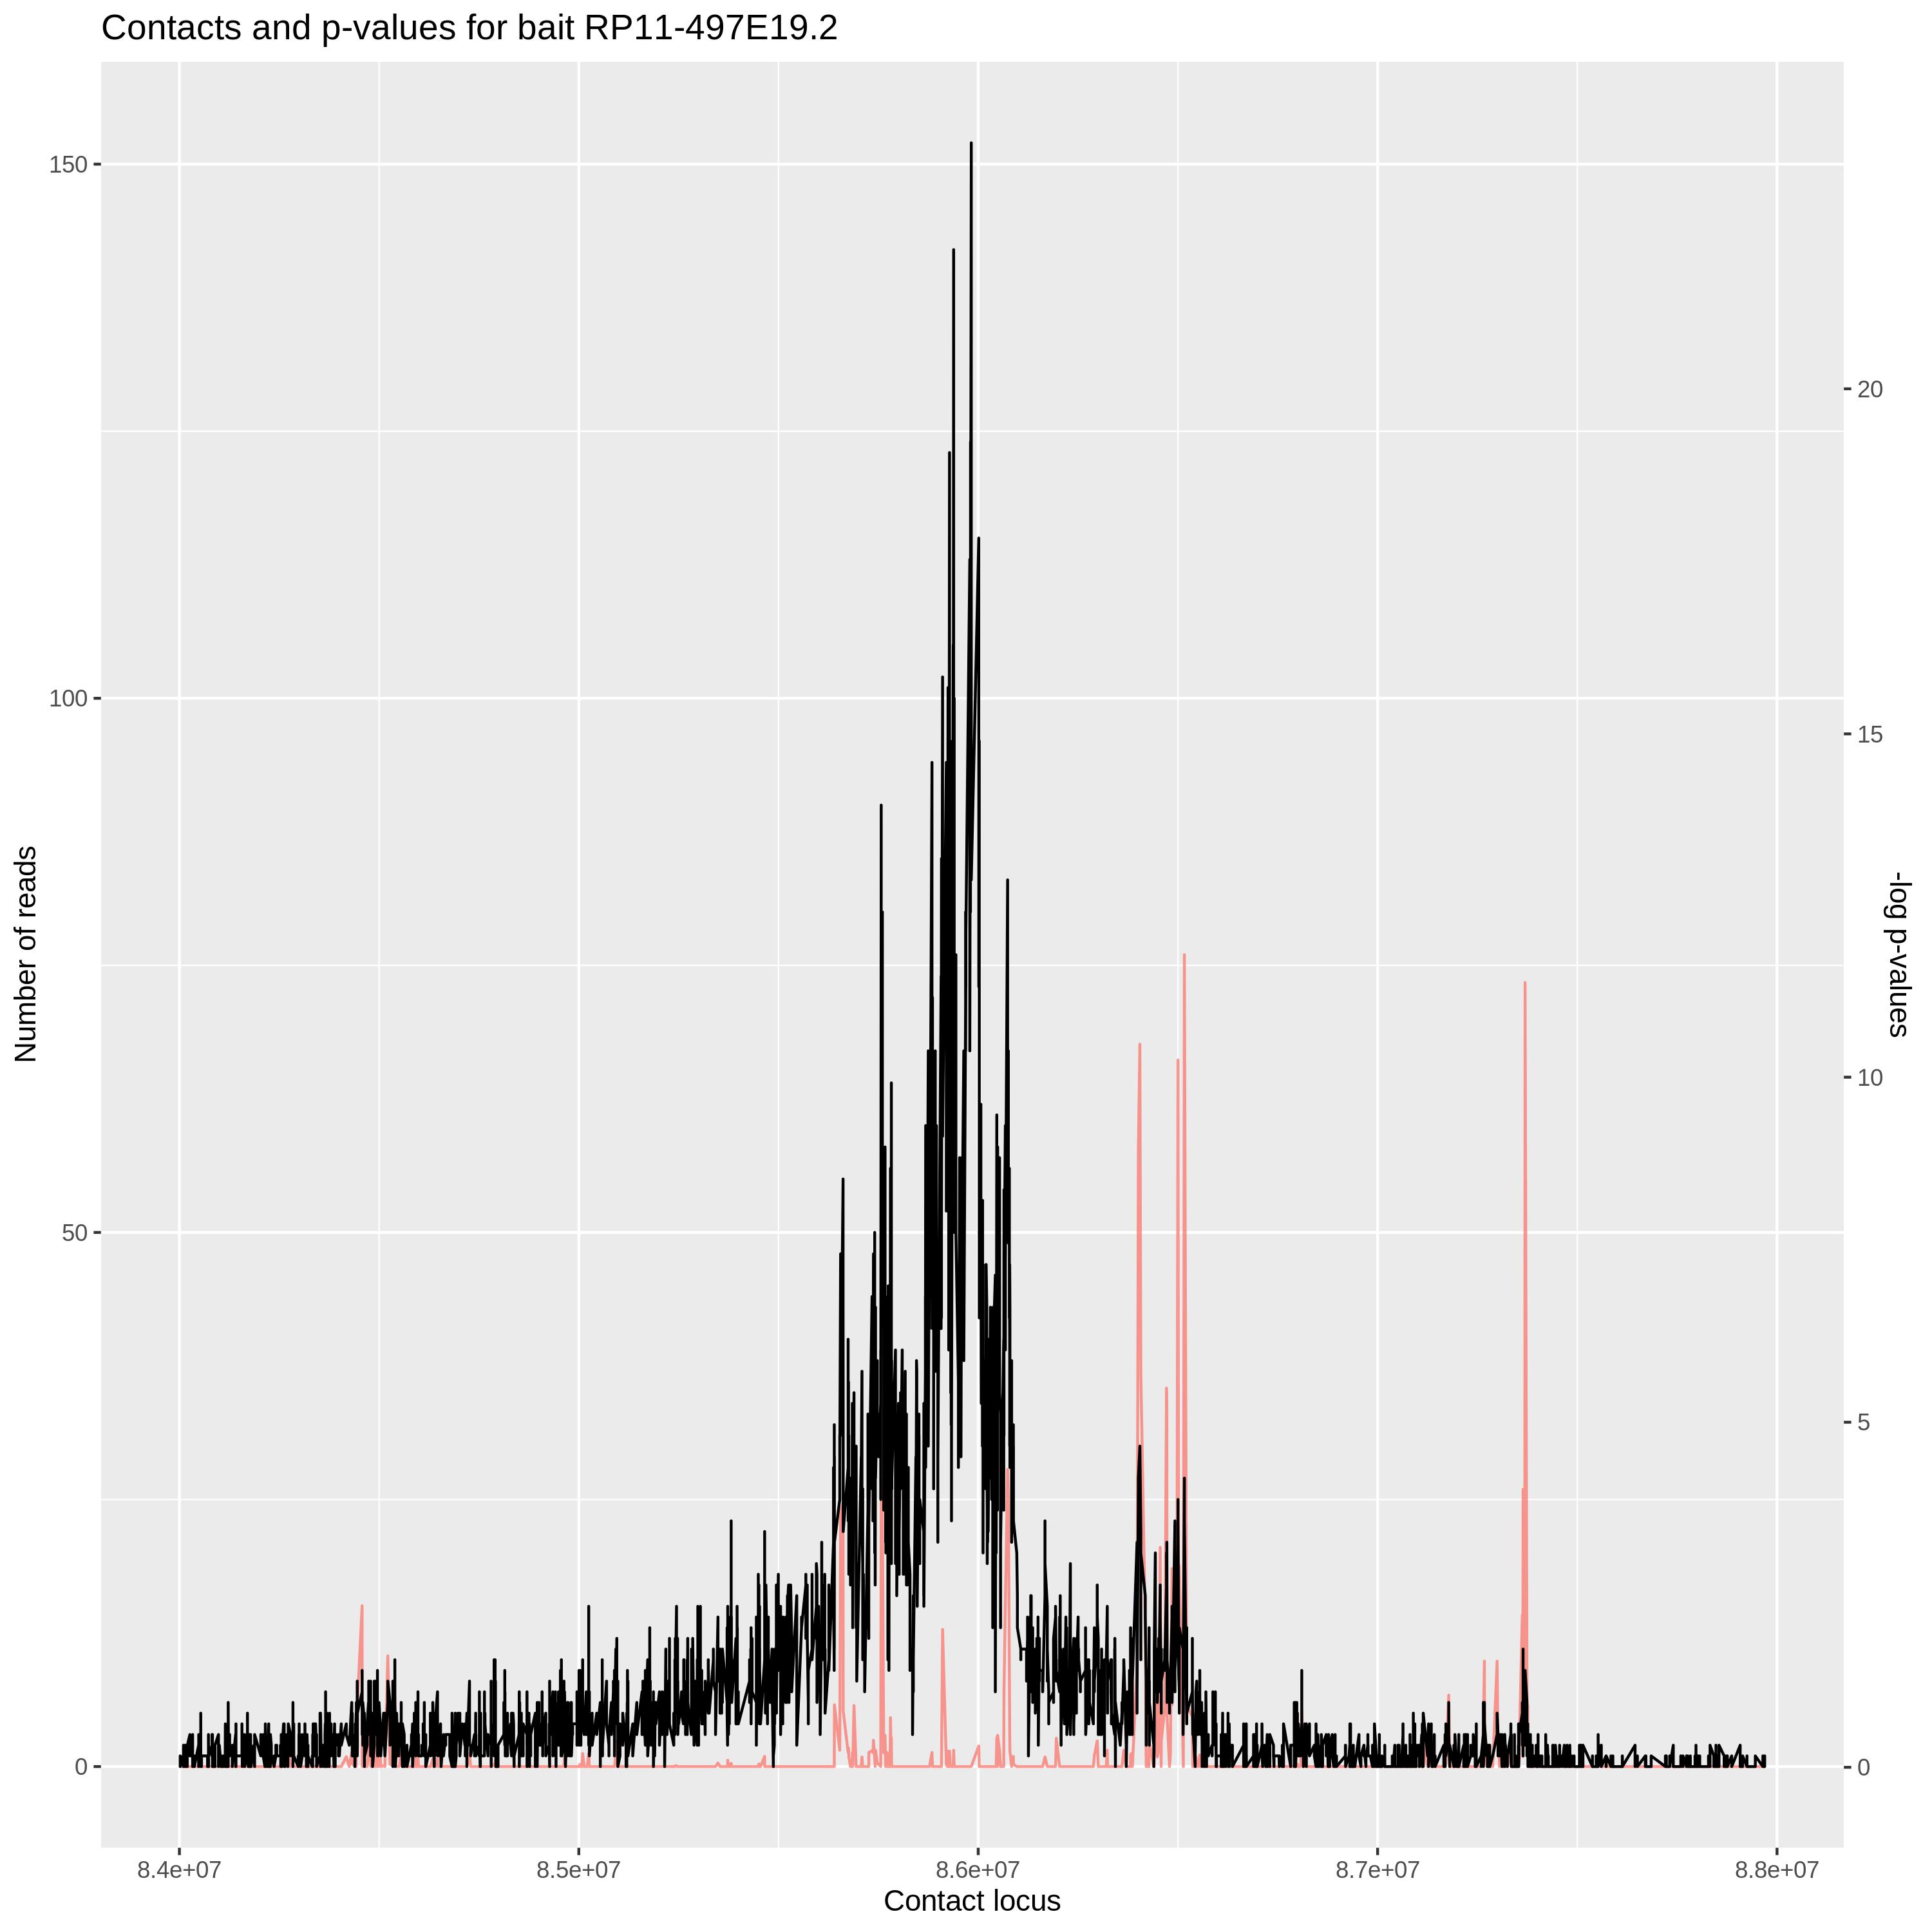 Contacts and p-values for bait RP11-497E19.2
150
100
50
0
Number of reads
20
15
10
5
0
-log p-values
8.4e+07
8.5e+07
8.6e+07
8.7e+07
8.8e+07
Contact locus